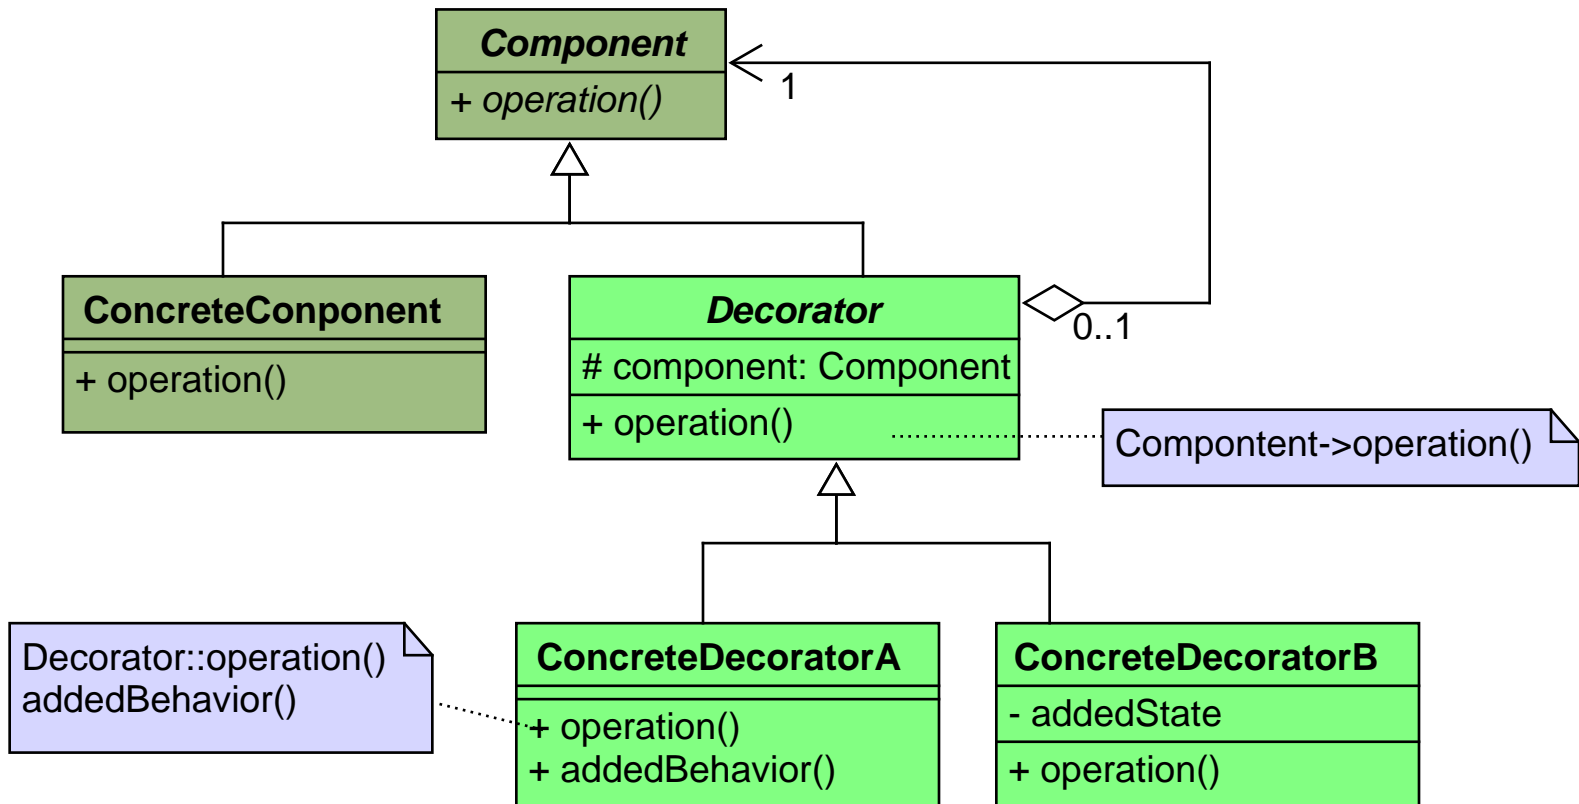 Component
+ operation()
1
ConcreteConponent
+ operation()
Decorator
# component: Component
+ operation()
0..1
Compontent->operation()
Decorator::operation()
addedBehavior()
ConcreteDecoratorA
+ operation()
+ addedBehavior()
ConcreteDecoratorB
- addedState
+ operation()